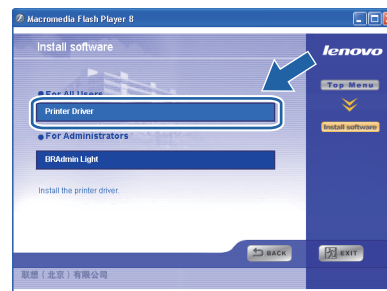 Macromedia Flash Player 8
Install software
lenovo
Top Menu
For All Users
Printer Driver
Install software
For Administrators
BRAdmin Light
Install the printer driver.
BACK
EXIT
联想（北京）有限公司